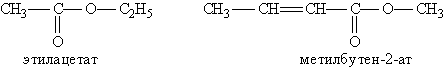 CH₃—C—O—C₂H₅ CH₃—CH=CH—C—O—CH₃
O O
этилацетат метилбутен-2-ат